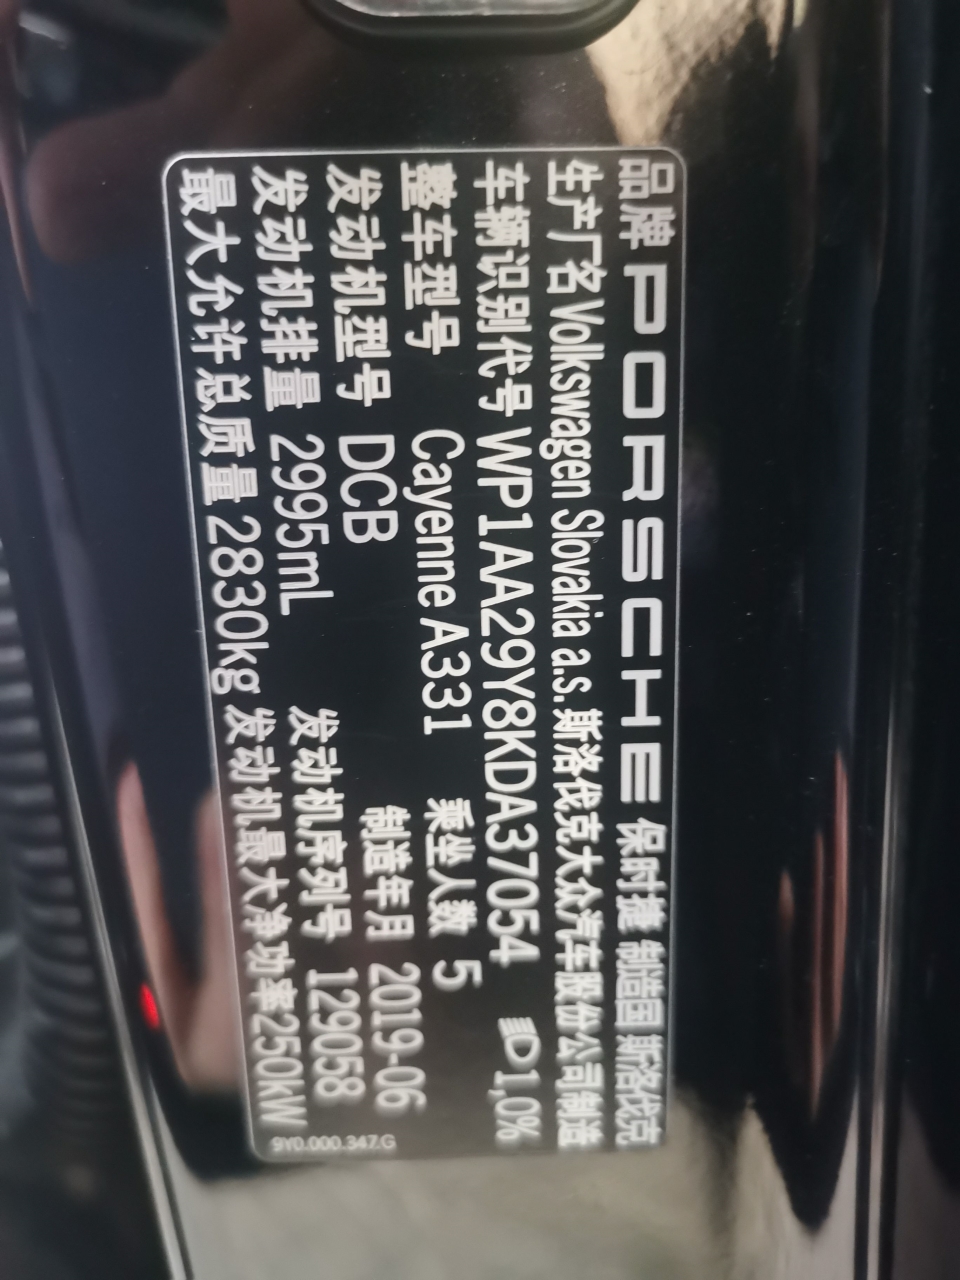 品牌 PORSCHE 保时捷 制造国 斯洛伐克
生产厂名 Volkswagen Slovakia a.s. 斯洛伐克大众汽车股份公司制造
车辆识别代号 WP1AA29Y8KDA37054 1,0%
整车型号 Cayenne A331 乘坐人数 5
发动机型号 DCB 制造年月 2019-06
发动机排量 2995mL 发动机序列号 129058
最大允许总质量 2830kg 发动机最大净功率250kW
9Y0.000.347.G